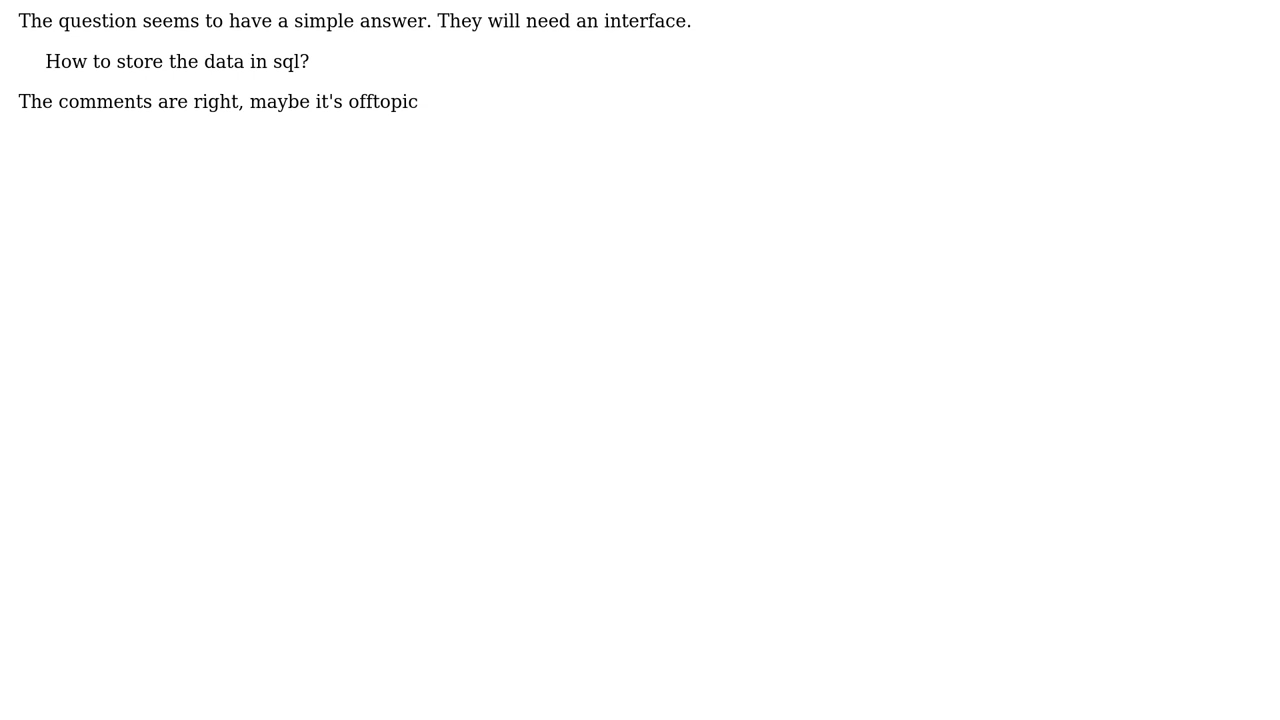 The question seems to have a simple answer. They will need an interface.
How to store the data in sql?
The comments are right, maybe it's offtopic